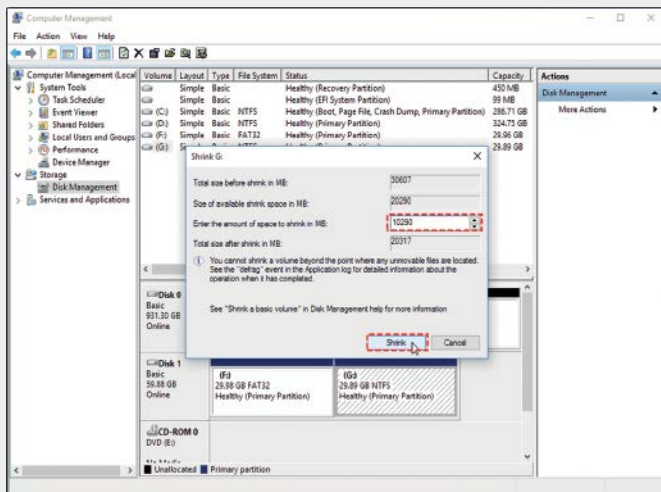 Computer Management
File Action View Help
Computer Management (Local
System Tools
Task Scheduler
Event Viewer
Shared Folders
Local Users and Groups
Performance
Device Manager
Storage
Disk Management
Services and Applications
Volume Layout Type File System Status Capacity
Simple Basic Healthy (Recovery Partition) 450 MB
Simple Basic Healthy (EFI System Partition) 99 MB
(C:) Simple Basic NTFS Healthy (Boot, Page File, Crash Dump, Primary Partition) 286.71 GB
(D:) Simple Basic NTFS Healthy (Primary Partition) 324.75 GB
(F:) Simple Basic FAT32 Healthy (Primary Partition) 29.96 GB
(G:) 29.89 GB
Actions
Disk Management
More Actions
Shrink G:
Total size before shrink in MB: 30607
Size of available shrink space in MB: 20290
Enter the amount of space to shrink in MB: 10290
Total size after shrink in MB: 20317
You cannot shrink a volume beyond the point where any unmovable files are located.
See the "defrag" event in the Application log for detailed information about the
operation when it has completed.
See "Shrink a basic volume" in Disk Management help for more information
Shrink Cancel
Disk 0
Basic
931.30 GB
Online
Disk 1
Basic
59.88 GB
Online
(F:)
29.98 GB FAT32
Healthy (Primary Partition)
(G:)
29.89 GB NTFS
Healthy (Primary Partition)
CD-ROM 0
DVD (E:)
Unallocated Primary partition